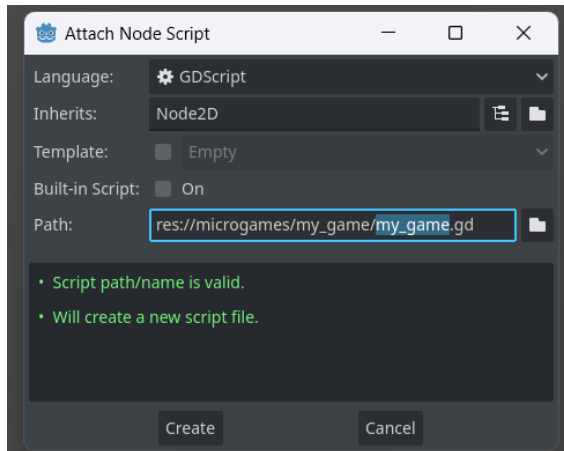 Attach Node Script
Language: GDScript
Inherits: Node2D
Template: Empty
Built-in Script: On
Path: res://microgames/my_game/my_game.gd
• Script path/name is valid.
• Will create a new script file.
Create Cancel